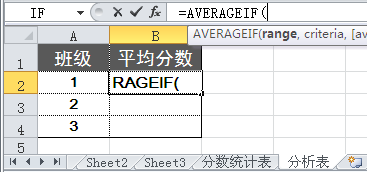 IF =AVERAGEIF(
AVERAGEIF(range, criteria, [av
A B
1 班级 平均分数
2 1 RAGEIF(
3 2
4 3
5
Sheet2 Sheet3 分数统计表 分析表